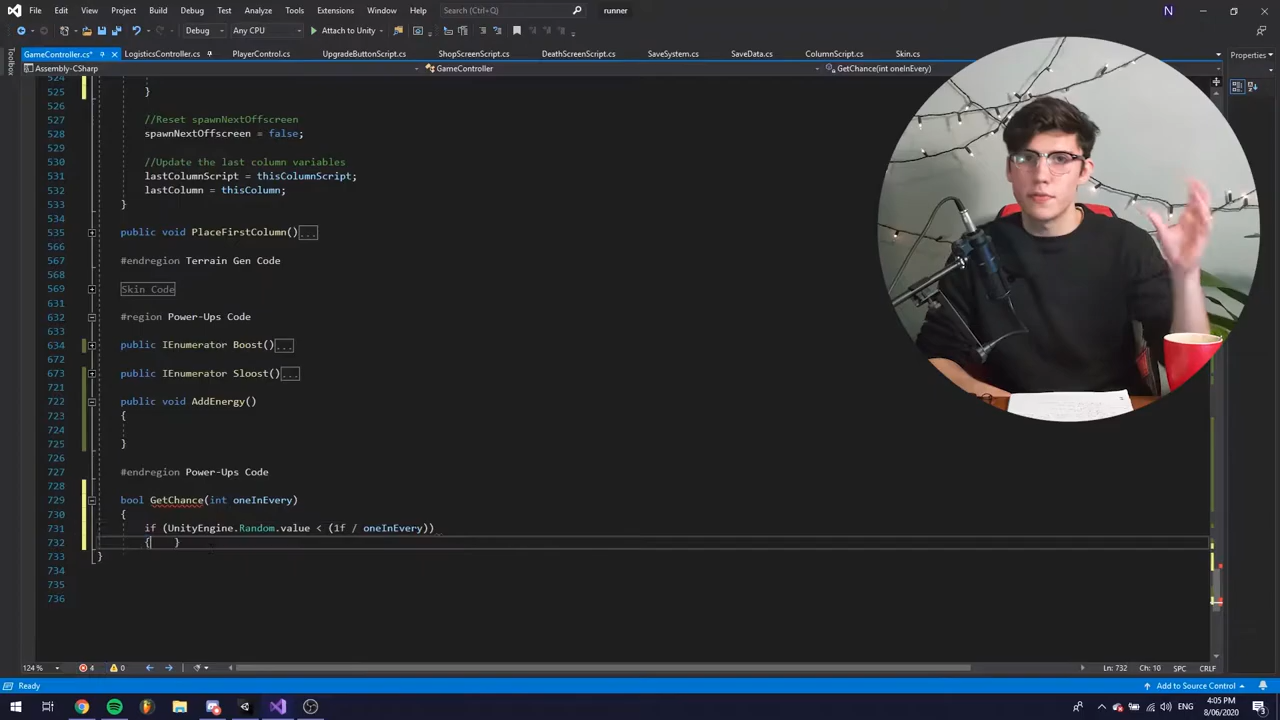 File Edit View Project Build Debug Test Analyze Tools Extensions Window Help Search (Ctrl+Q) runner N
Debug Any CPU Attach to Unity
GameController.cs* LogisticsController.cs PlayerControl.cs UpgradeButtonScript.cs ShopScreenScript.cs DeathScreenScript.cs SaveSystem.cs SaveData.cs ColumnScript.cs Skin.cs Properties
Toolbox
Assembly-CSharp GameController GetChance(int oneInEvery)
524 }
525 }
526
527 //Reset spawnNextOffscreen
528 spawnNextOffscreen = false;
529
530 //Update the last column variables
531 lastColumnScript = thisColumnScript;
532 lastColumn = thisColumn;
533 }
534
535 public void PlaceFirstColumn()...
566
567 #endregion Terrain Gen Code
568
569 Skin Code
631
632 #region Power-Ups Code
633
634 public IEnumerator Boost()...
672
673 public IEnumerator Sloost()...
721
722 public void AddEnergy()
723 {
724
725 }
726
727 #endregion Power-Ups Code
728
729 bool GetChance(int oneInEvery)
730 {
731 if (UnityEngine.Random.value < (1f / oneInEvery))
732 { }
733 }
734
735
736
124 % 4 0 Ln: 732 Ch: 10 SPC CRLF
Ready Add to Source Control
ENG 4:05 PM 8/06/2020 3